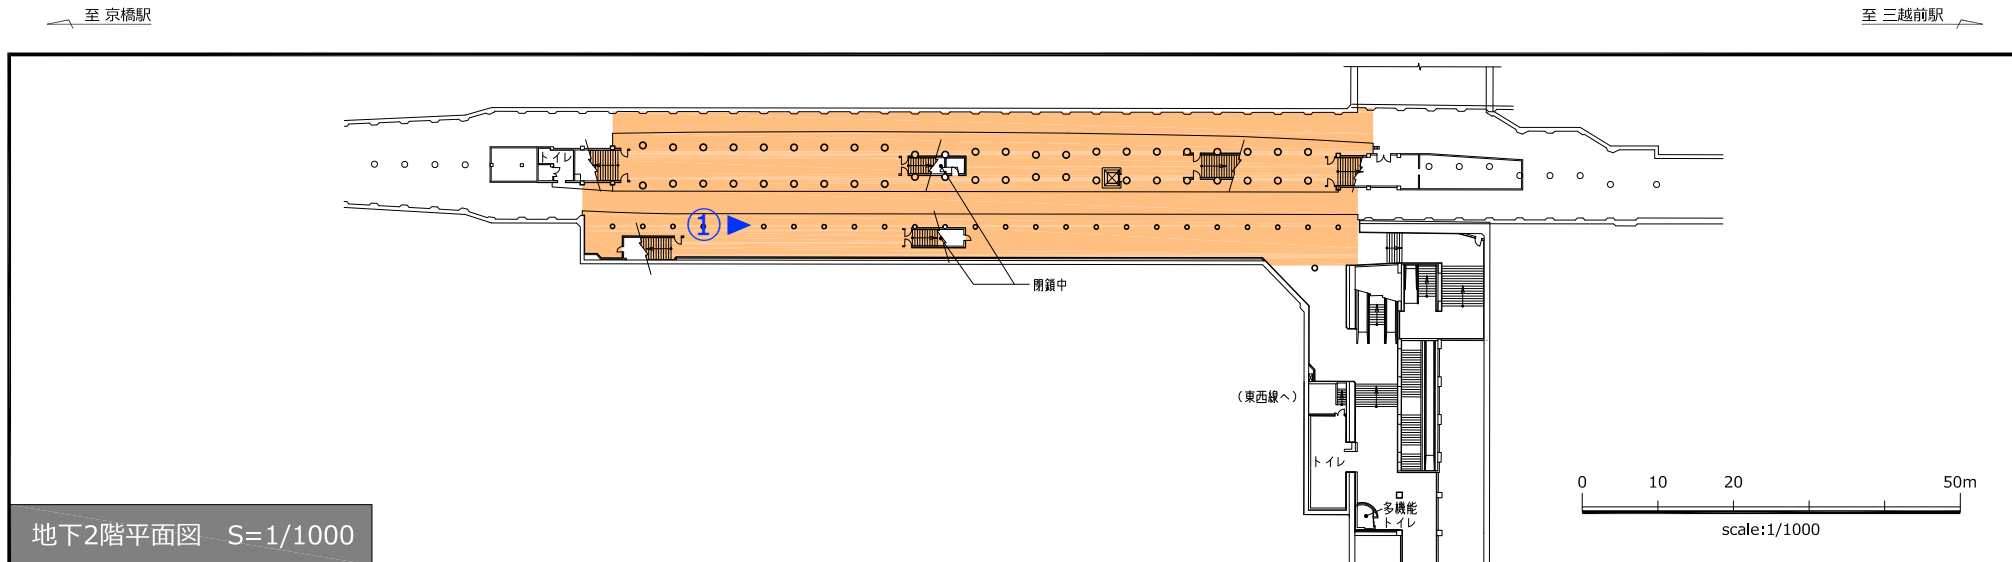 至 京橋駅
至 三越前駅
トイレ
①
閉鎖中
（東西線へ）
トイレ
多機能
トイレ
0 10 20 50m
scale:1/1000
地下2階平面図 S=1/1000